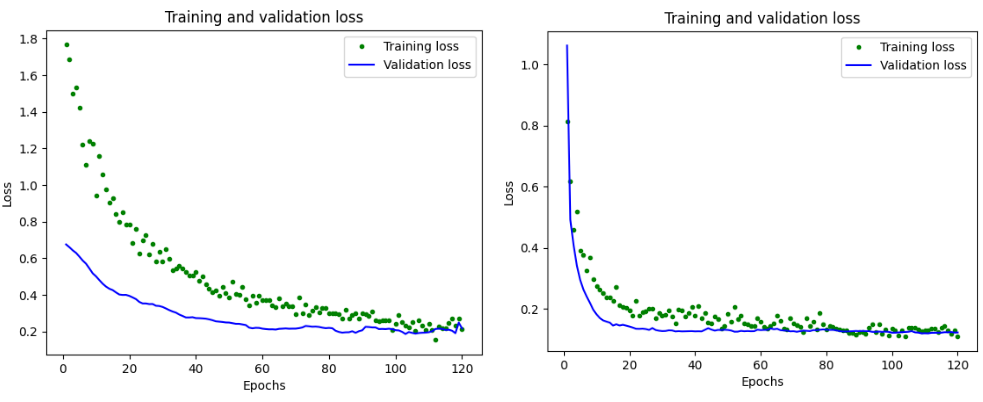 Training and validation loss
Training loss
Validation loss
Loss
1.8
1.6
1.4
1.2
1.0
0.8
0.6
0.4
0.2
0 20 40 60 80 100 120
Epochs
Training and validation loss
Training loss
Validation loss
Loss
1.0
0.8
0.6
0.4
0.2
0 20 40 60 80 100 120
Epochs